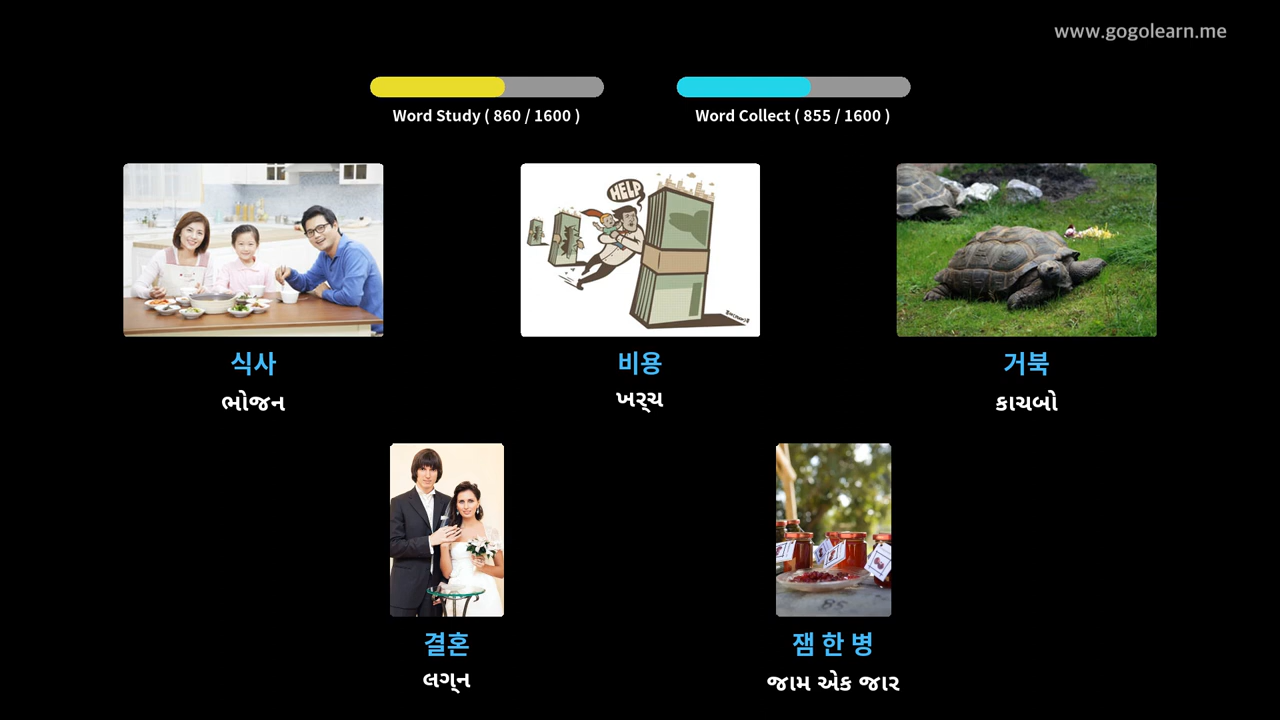 www.gogolearn.me
Word Study ( 860 / 1600 )
Word Collect ( 855 / 1600 )
HELP
식사
ભોજન
비용
ખર્‌ચ
거북
કાચબો
결혼
લગ્‌ન
잼 한 병
જામ એક જાર